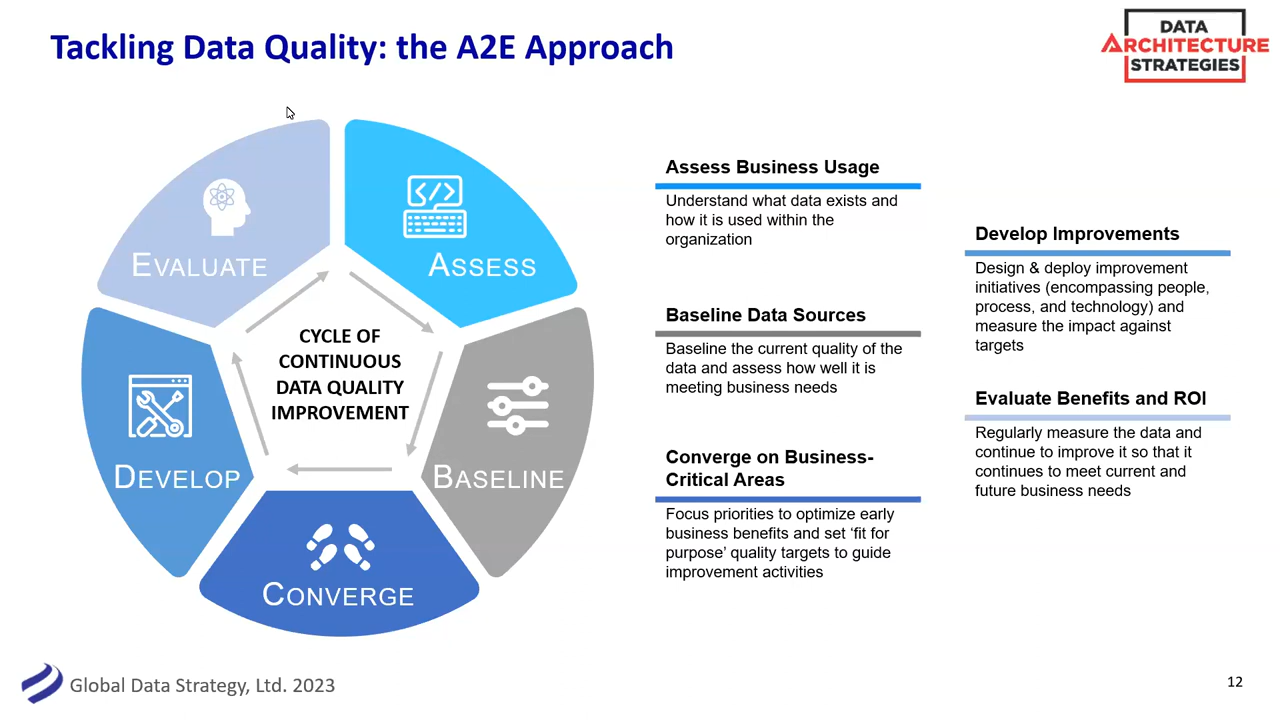 Tackling Data Quality: the A2E Approach
DATA
ARCHITECTURE
STRATEGIES
EVALUATE
ASSESS
BASELINE
CONVERGE
DEVELOP
CYCLE OF
CONTINUOUS
DATA QUALITY
IMPROVEMENT
Assess Business Usage
Understand what data exists and
how it is used within the
organization
Baseline Data Sources
Baseline the current quality of the
data and assess how well it is
meeting business needs
Converge on Business-
Critical Areas
Focus priorities to optimize early
business benefits and set ‘fit for
purpose’ quality targets to guide
improvement activities
Develop Improvements
Design & deploy improvement
initiatives (encompassing people,
process, and technology) and
measure the impact against
targets
Evaluate Benefits and ROI
Regularly measure the data and
continue to improve it so that it
continues to meet current and
future business needs
Global Data Strategy, Ltd. 2023
12